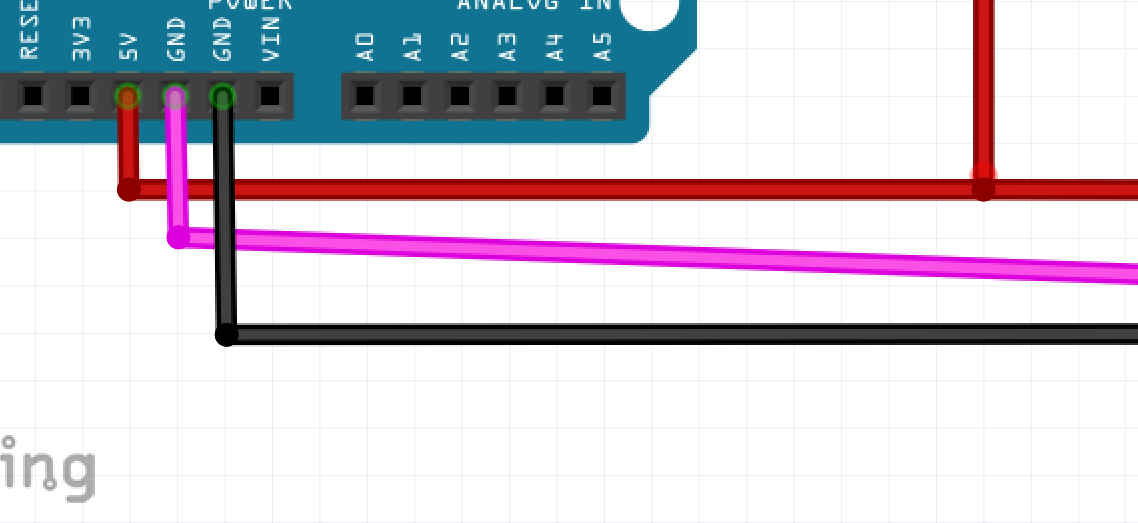 POWER
ANALOG IN
RESE
3V3
5V
GND
GND
VIN
A0
A1
A2
A3
A4
A5
ing